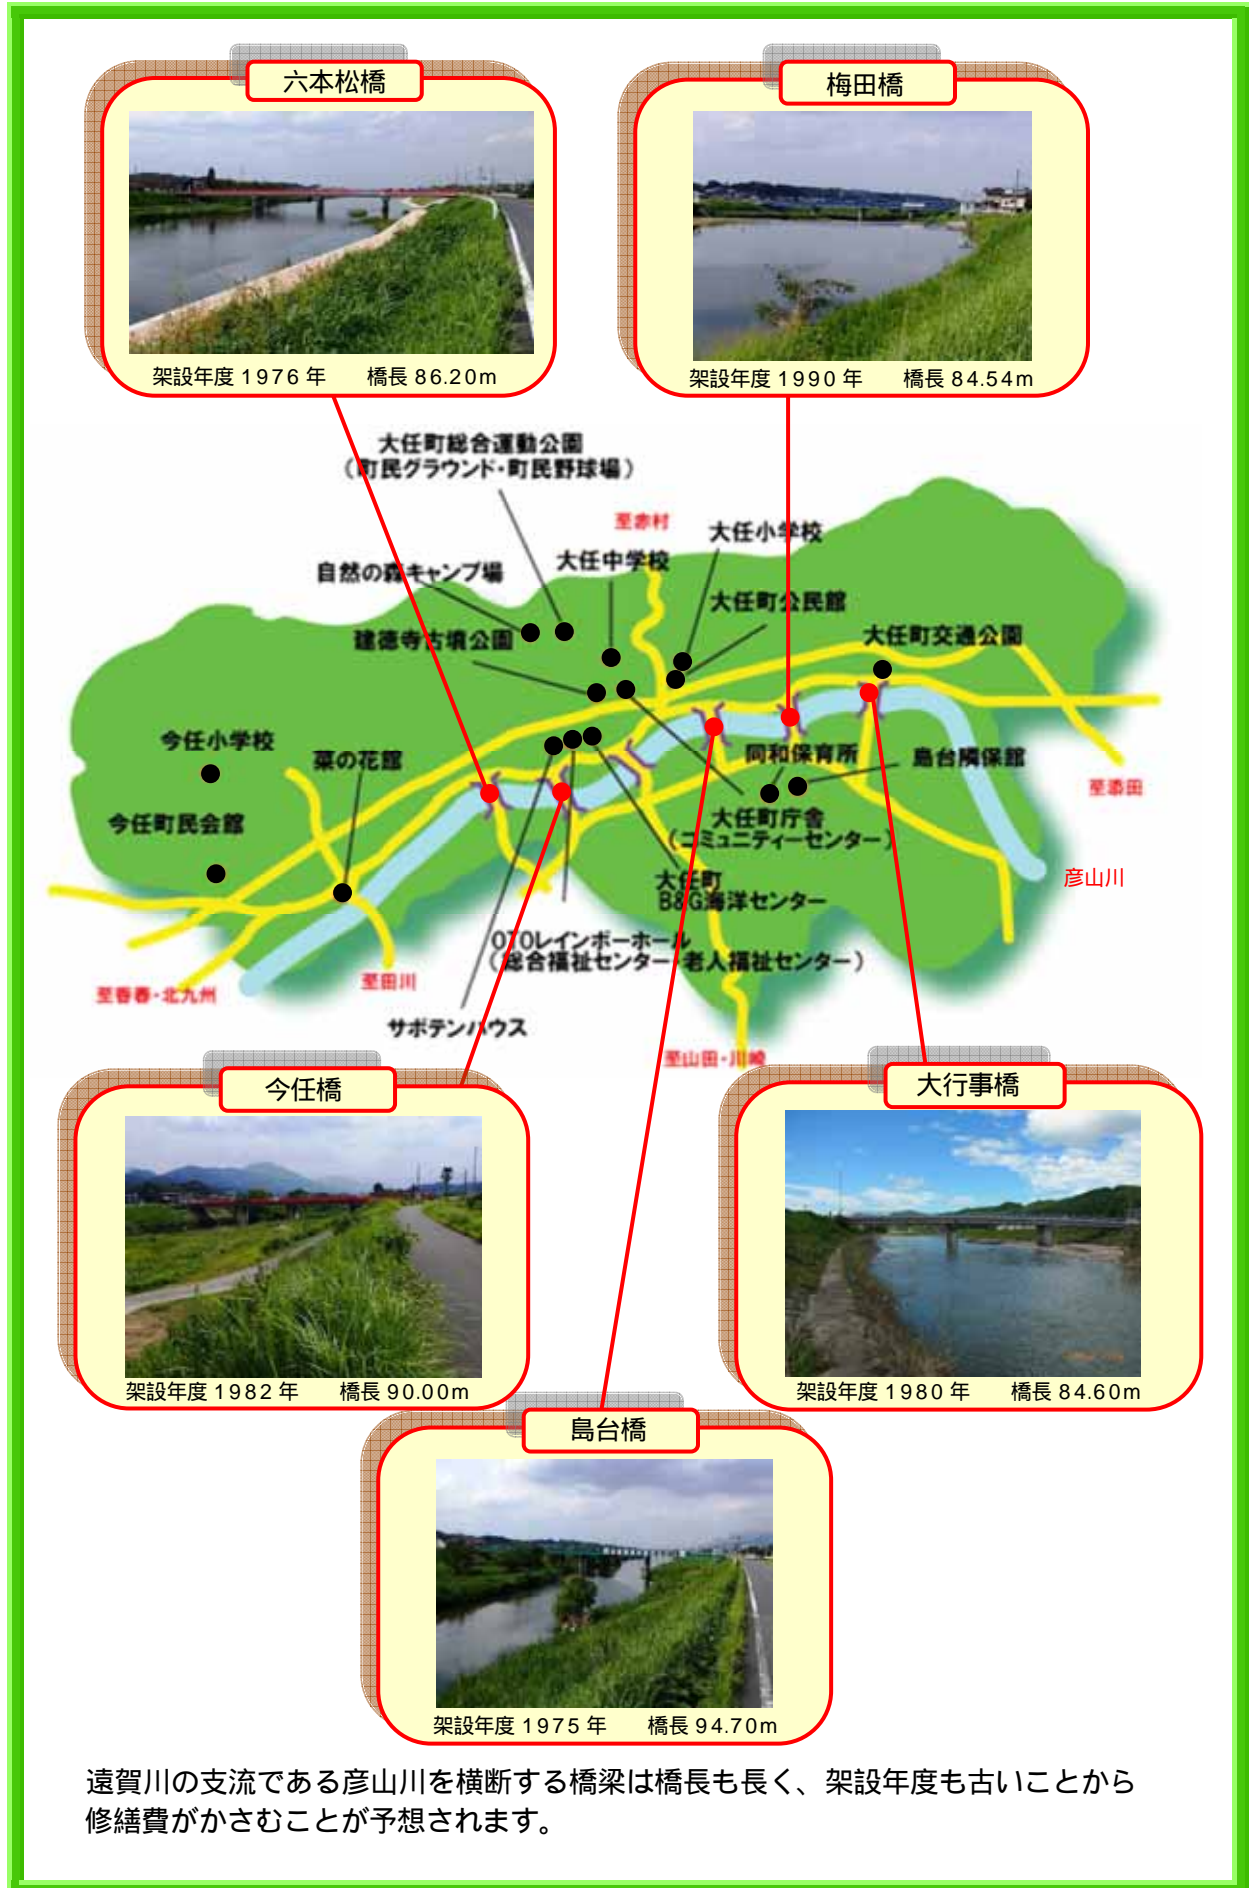 六本松橋
梅田橋
架設年度 1976 年 橋長 86.20m
架設年度 1990 年 橋長 84.54m
大任町総合運動公園
(町民グラウンド・町民野球場)
至赤村
大任小学校
大任中学校
自然の森キャンプ場
大任町公民館
建徳寺古墳公園
大任町交通公園
今任小学校
菜の花館
同和保育所
島台隣保館
至添田
今任町民会館
大任町庁舎
(コミュニティーセンター)
彦山川
大任町
B&G海洋センター
OTOレインボーホール
(総合福祉センター・老人福祉センター)
至田川
至香春・北九州
サボテンハウス
至山田・川崎
今任橋
大行事橋
架設年度 1982 年 橋長 90.00m
架設年度 1980 年 橋長 84.60m
島台橋
架設年度 1975 年 橋長 94.70m
遠賀川の支流である彦山川を横断する橋梁は橋長も長く、架設年度も古いことから
修繕費がかさむことが予想されます。